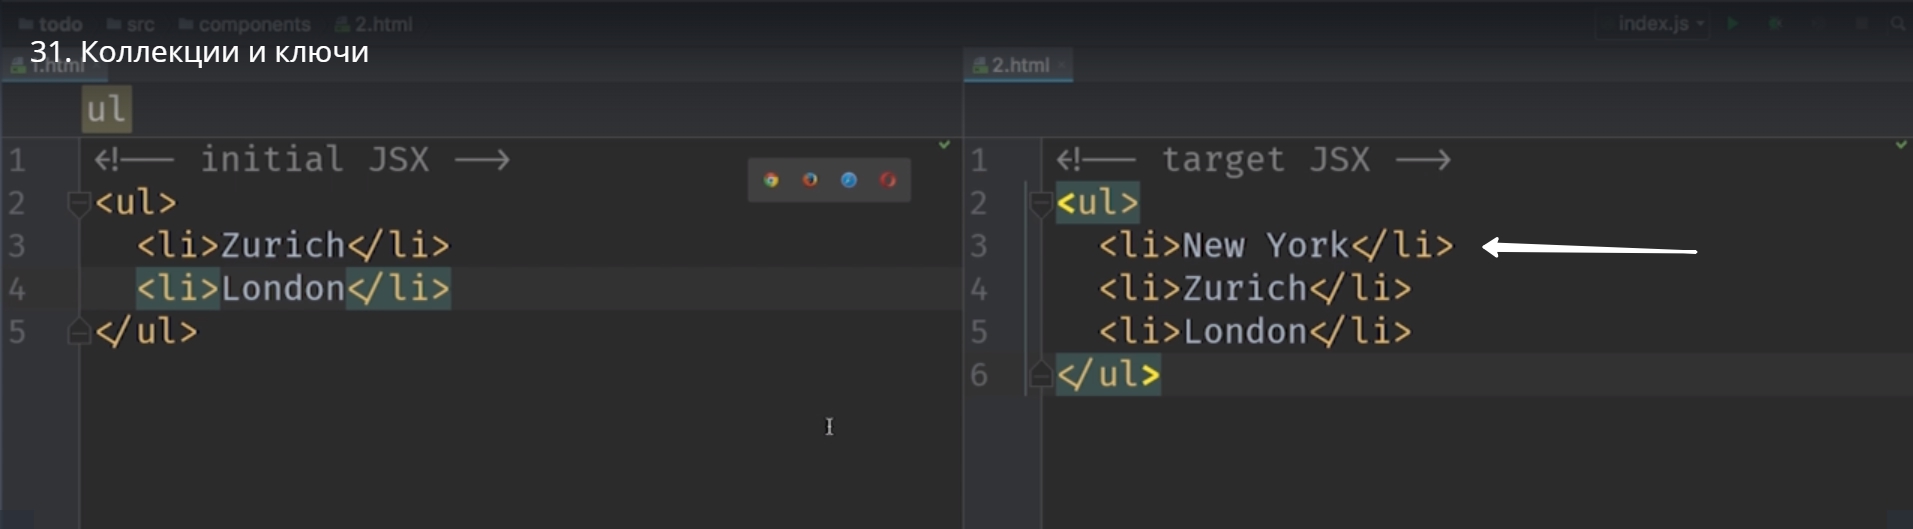 todo src components 2.html index.js
31. Коллекции и ключи
1.html 2.html
ul
1 <!-- initial JSX -->
2 <ul>
3 <li>Zurich</li>
4 <li>London</li>
5 </ul>
1 <!-- target JSX -->
2 <ul>
3 <li>New York</li>
4 <li>Zurich</li>
5 <li>London</li>
6 </ul>